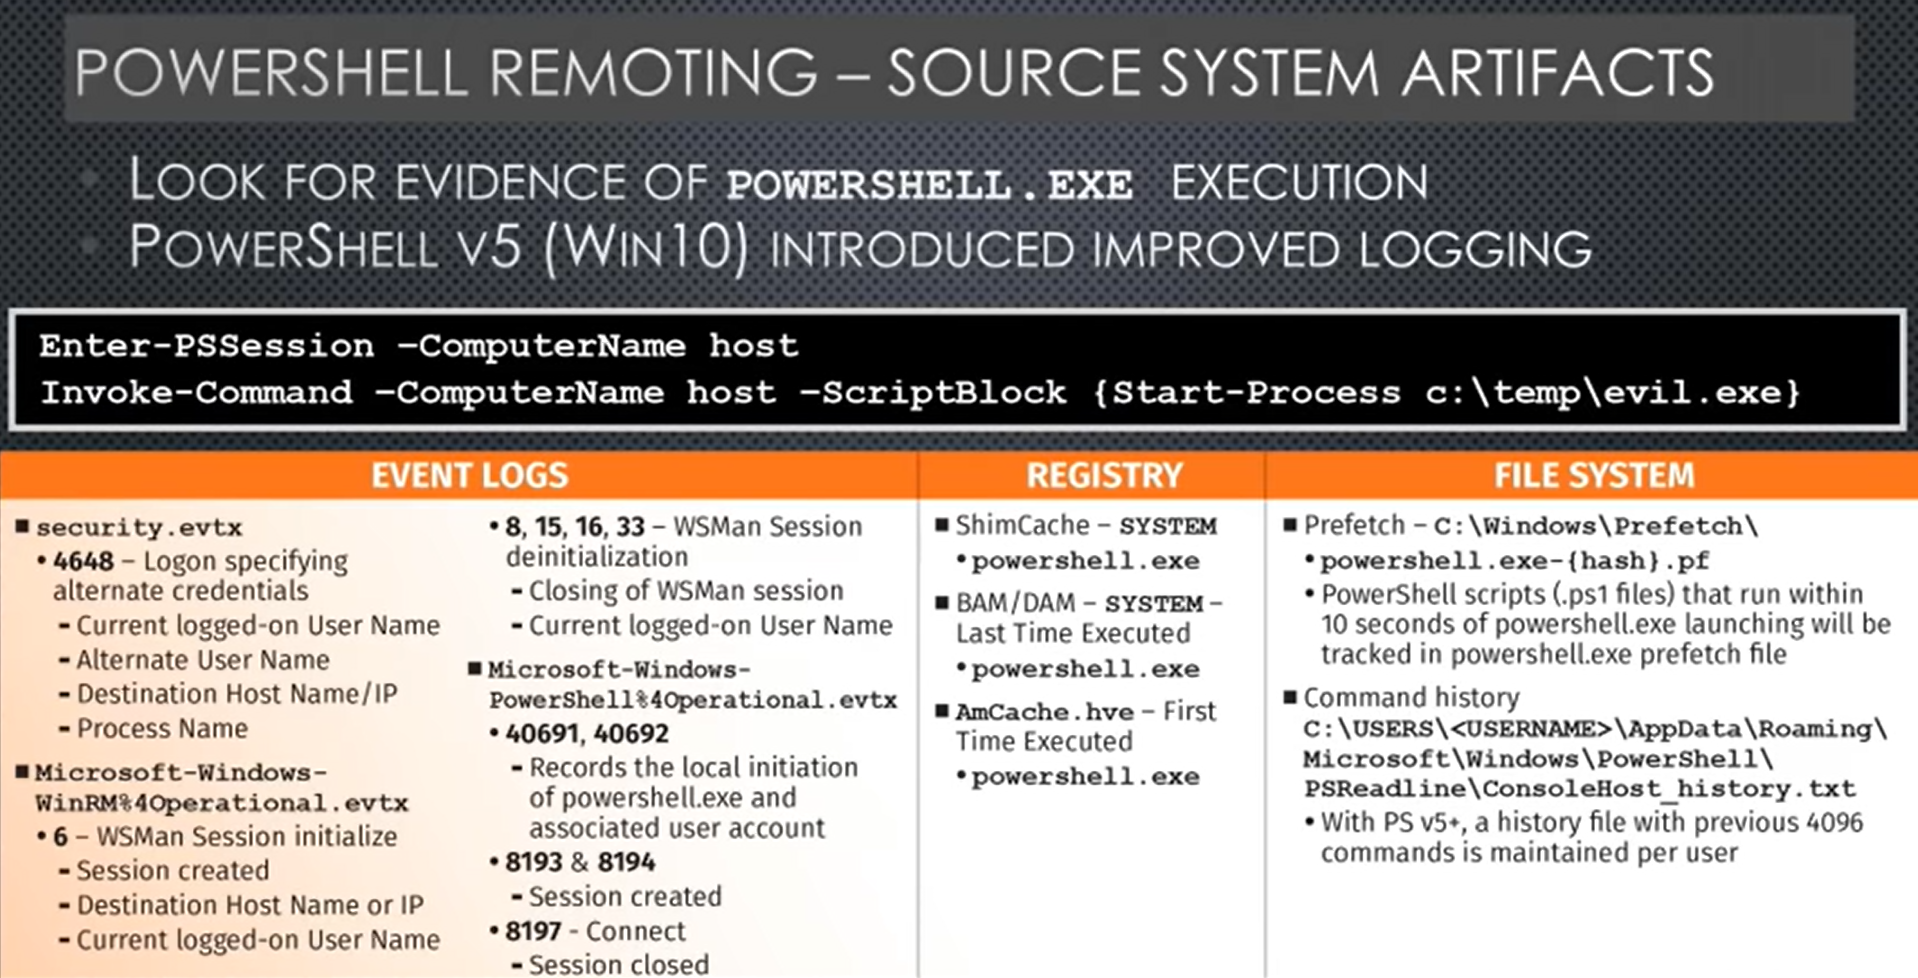 POWERSHELL REMOTING – SOURCE SYSTEM ARTIFACTS
• LOOK FOR EVIDENCE OF POWERSHELL.EXE EXECUTION
• POWERSHELL V5 (WIN10) INTRODUCED IMPROVED LOGGING
Enter-PSSession –ComputerName host
Invoke-Command –ComputerName host –ScriptBlock {Start-Process c:\temp\evil.exe}
EVENT LOGS
■ security.evtx
• 4648 – Logon specifying
alternate credentials
- Current logged-on User Name
- Alternate User Name
- Destination Host Name/IP
- Process Name
■ Microsoft-Windows-
WinRM%4Operational.evtx
• 6 – WSMan Session initialize
- Session created
- Destination Host Name or IP
- Current logged-on User Name
• 8, 15, 16, 33 – WSMan Session
deinitialization
- Closing of WSMan session
- Current logged-on User Name
■ Microsoft-Windows-
PowerShell%4Operational.evtx
• 40691, 40692
- Records the local initiation
of powershell.exe and
associated user account
• 8193 & 8194
- Session created
• 8197 - Connect
- Session closed
REGISTRY
■ ShimCache – SYSTEM
• powershell.exe
■ BAM/DAM – SYSTEM –
Last Time Executed
• powershell.exe
■ AmCache.hve – First
Time Executed
• powershell.exe
FILE SYSTEM
■ Prefetch – C:\Windows\Prefetch\
• powershell.exe-{hash}.pf
• PowerShell scripts (.ps1 files) that run within
10 seconds of powershell.exe launching will be
tracked in powershell.exe prefetch file
■ Command history
C:\USERS\<USERNAME>\AppData\Roaming\
Microsoft\Windows\PowerShell\
PSReadline\ConsoleHost_history.txt
• With PS v5+, a history file with previous 4096
commands is maintained per user